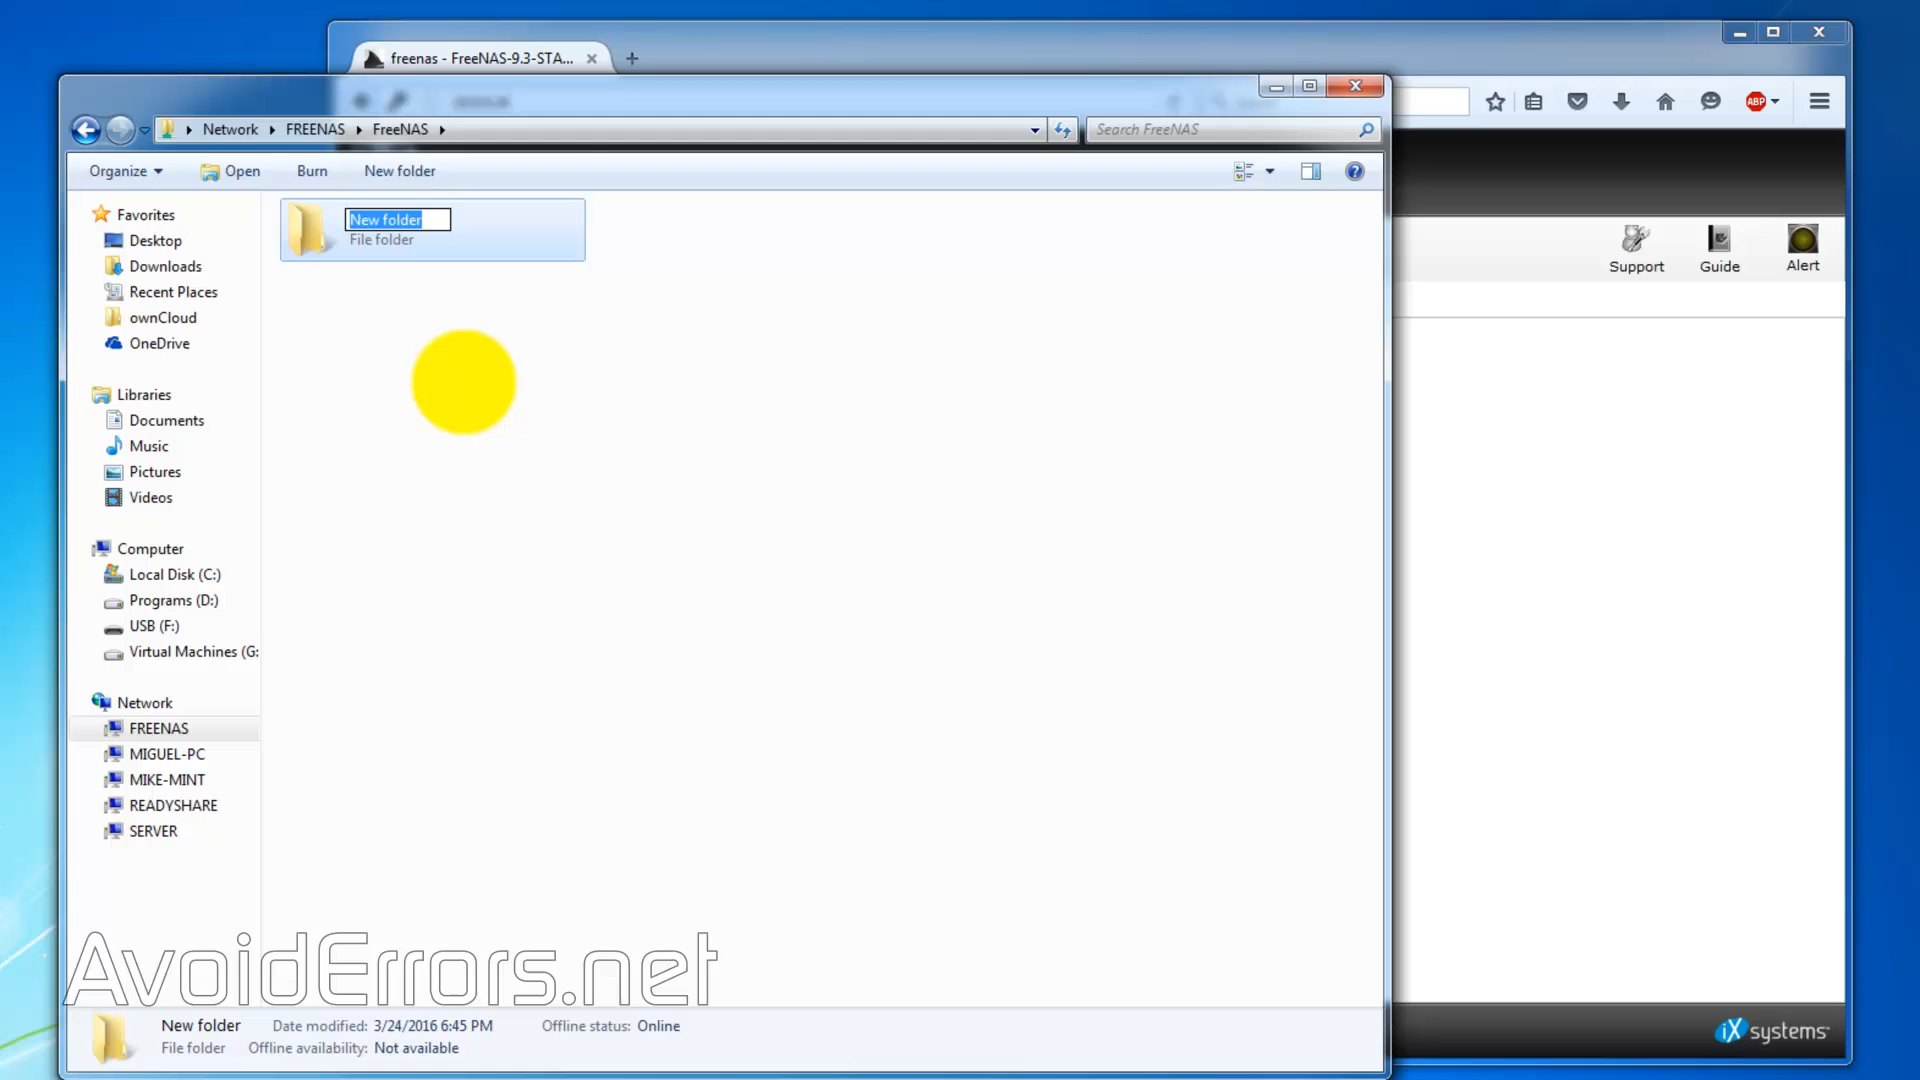 freenas - FreeNAS-9.3-STA...
Network FREENAS FreeNAS
Search FreeNAS
ABP
Organize Open Burn New folder
Favorites
Desktop
Downloads
Recent Places
ownCloud
OneDrive
Libraries
Documents
Music
Pictures
Videos
Computer
Local Disk (C:)
Programs (D:)
USB (F:)
Virtual Machines (G:
Network
FREENAS
MIGUEL-PC
MIKE-MINT
READYSHARE
SERVER
New folder
File folder
Support Guide Alert
AvoidErrors.net
New folder Date modified: 3/24/2016 6:45 PM Offline status: Online
File folder Offline availability: Not available
iXsystems